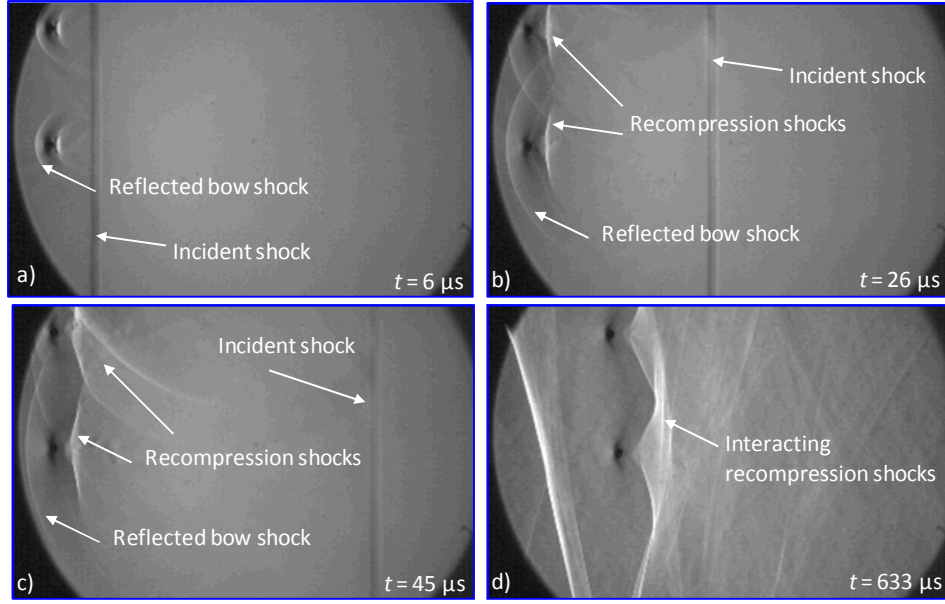 Reflected bow shock
Incident shock
a)
t = 6 µs
Incident shock
Recompression shocks
Reflected bow shock
b)
t = 26 µs
Incident shock
Recompression shocks
Reflected bow shock
c)
t = 45 µs
Interacting
recompression shocks
d)
t = 633 µs